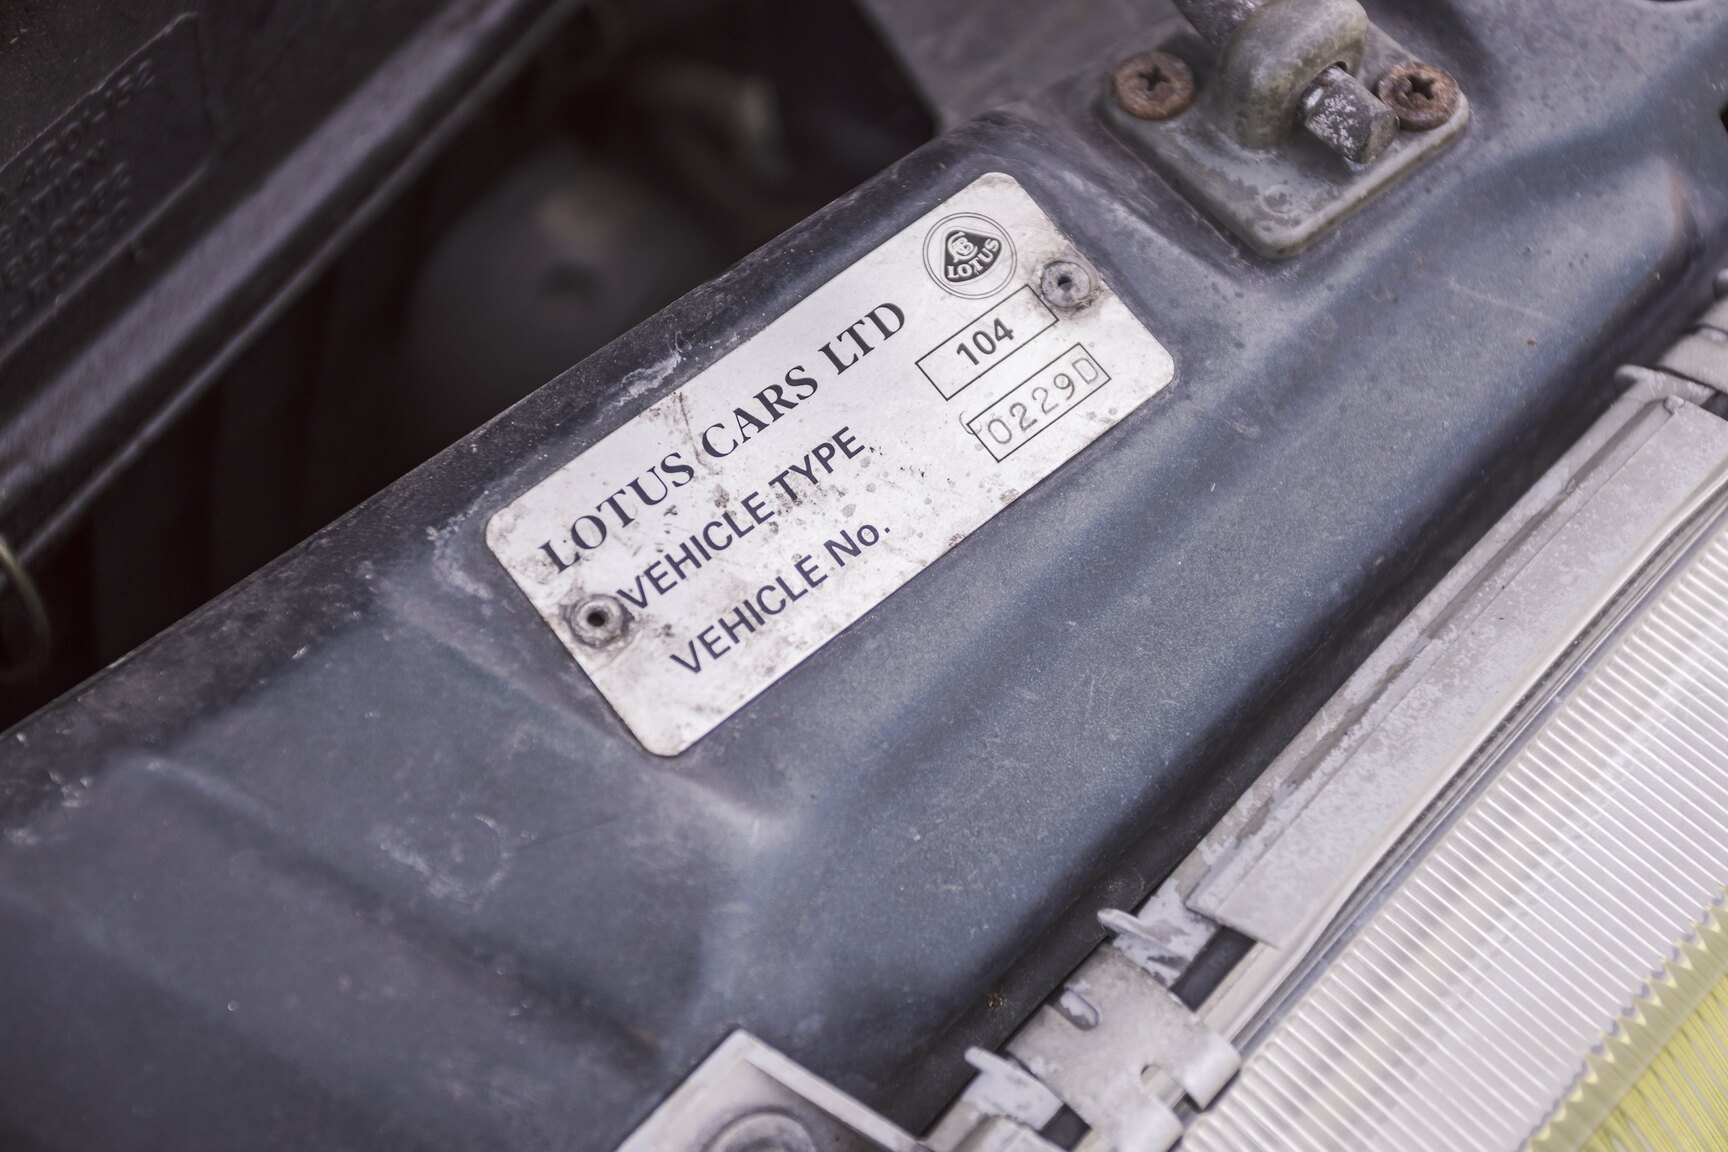 LOTUS
LOTUS CARS LTD
VEHICLE TYPE 104
VEHICLE No. 0229D